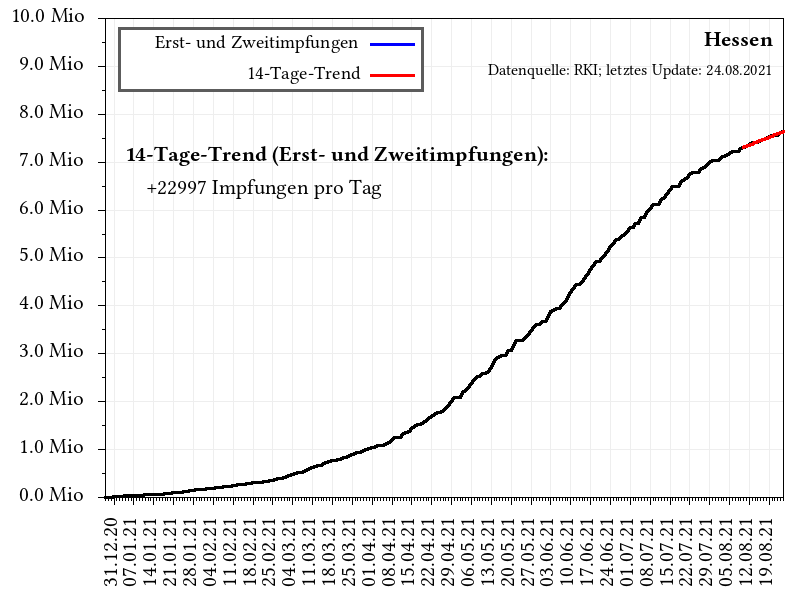 Hessen
Datenquelle: RKI; letztes Update: 24.08.2021
Erst- und Zweitimpfungen
14-Tage-Trend
14-Tage-Trend (Erst- und Zweitimpfungen):
+22997 Impfungen pro Tag
10.0 Mio
9.0 Mio
8.0 Mio
7.0 Mio
6.0 Mio
5.0 Mio
4.0 Mio
3.0 Mio
2.0 Mio
1.0 Mio
0.0 Mio
31.12.20
07.01.21
14.01.21
21.01.21
28.01.21
04.02.21
11.02.21
18.02.21
25.02.21
04.03.21
11.03.21
18.03.21
25.03.21
01.04.21
08.04.21
15.04.21
22.04.21
29.04.21
06.05.21
13.05.21
20.05.21
27.05.21
03.06.21
10.06.21
17.06.21
24.06.21
01.07.21
08.07.21
15.07.21
22.07.21
29.07.21
05.08.21
12.08.21
19.08.21